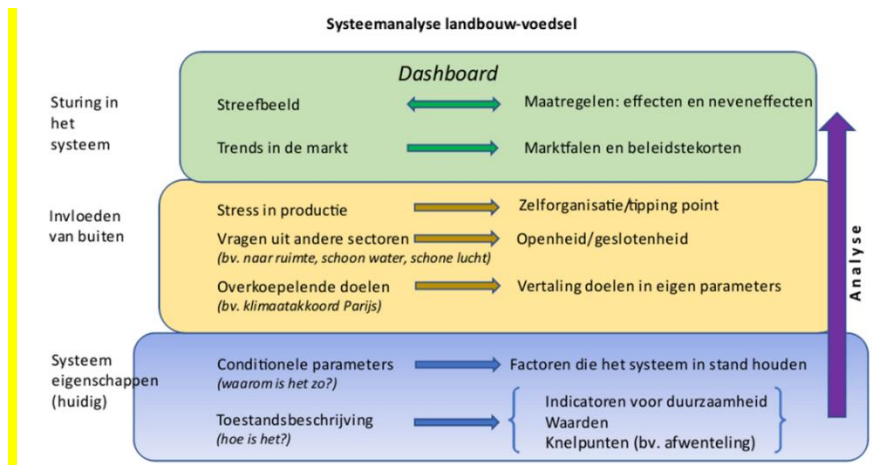 Systeemanalyse landbouw-voedsel
Dashboard
Sturing in
het
systeem
Streefbeeld
Maatregelen: effecten en neveneffecten
Trends in de markt
Marktfalen en beleidstekorten
Invloeden
van buiten
Stress in productie
Zelforganisatie/tipping point
Vragen uit andere sectoren
(bv. naar ruimte, schoon water, schone lucht)
Openheid/geslotenheid
Overkoepelende doelen
(bv. klimaatakkoord Parijs)
Vertaling doelen in eigen parameters
Systeem
eigenschappen
(huidig)
Conditionele parameters
(waarom is het zo?)
Factoren die het systeem in stand houden
Toestandsbeschrijving
(hoe is het?)
Indicatoren voor duurzaamheid
Waarden
Knelpunten (bv. afwenteling)
Analyse